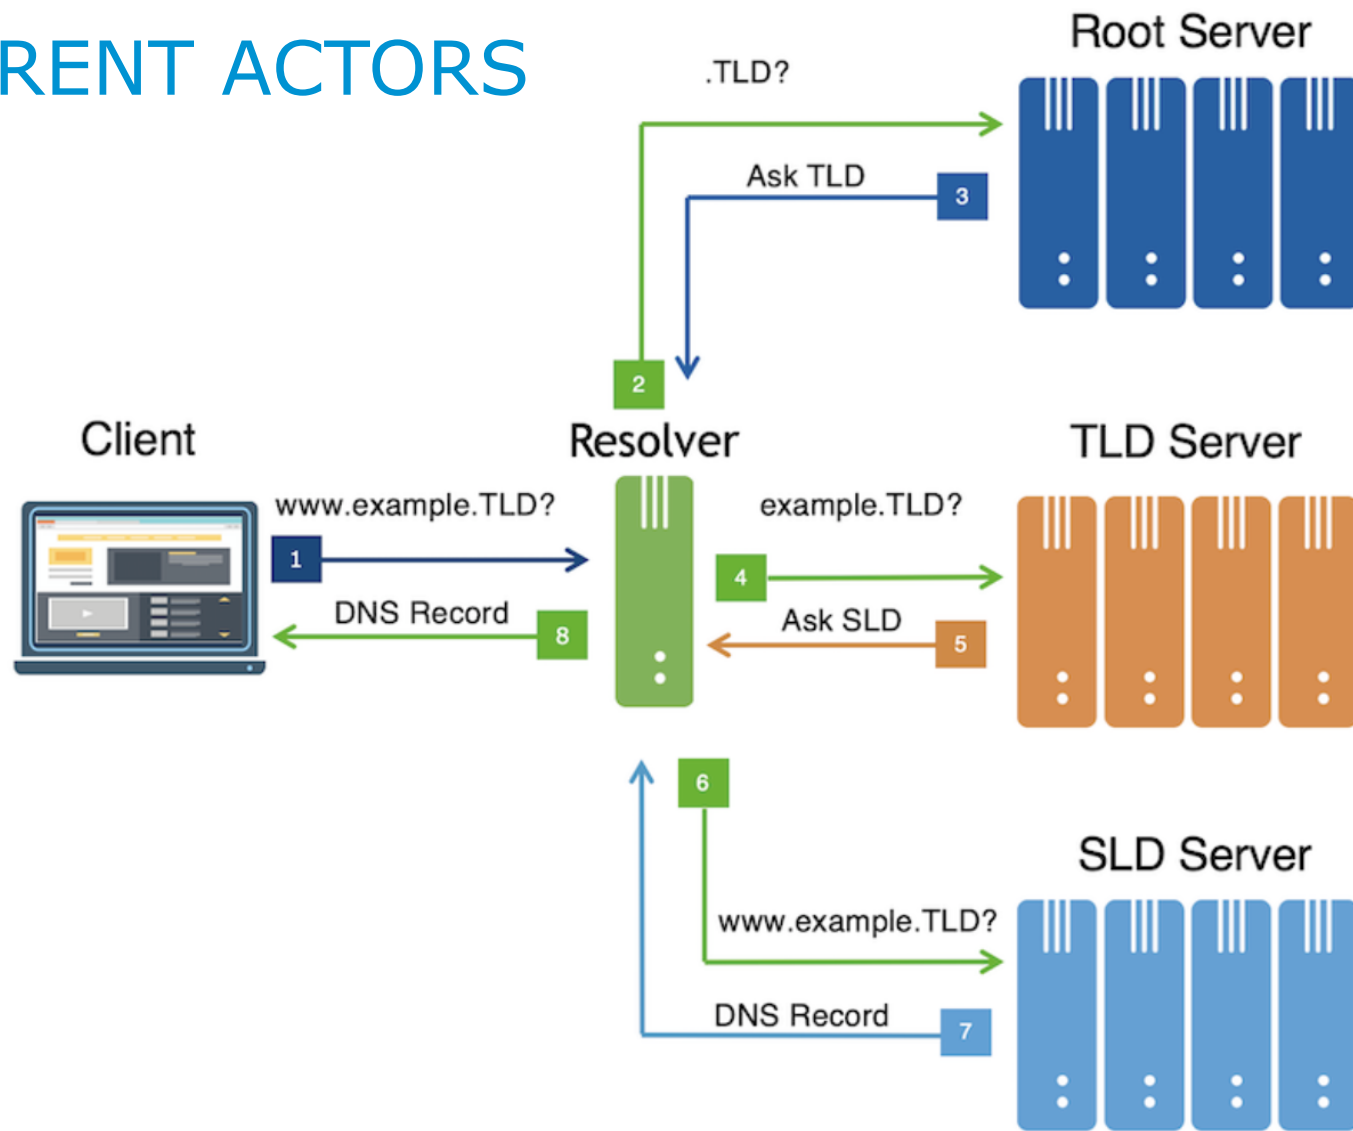 RENT ACTORS
Root Server
.TLD?
Ask TLD
3
2
Client
Resolver
TLD Server
www.example.TLD?
example.TLD?
1
4
DNS Record
Ask SLD
8
5
6
SLD Server
www.example.TLD?
DNS Record
7